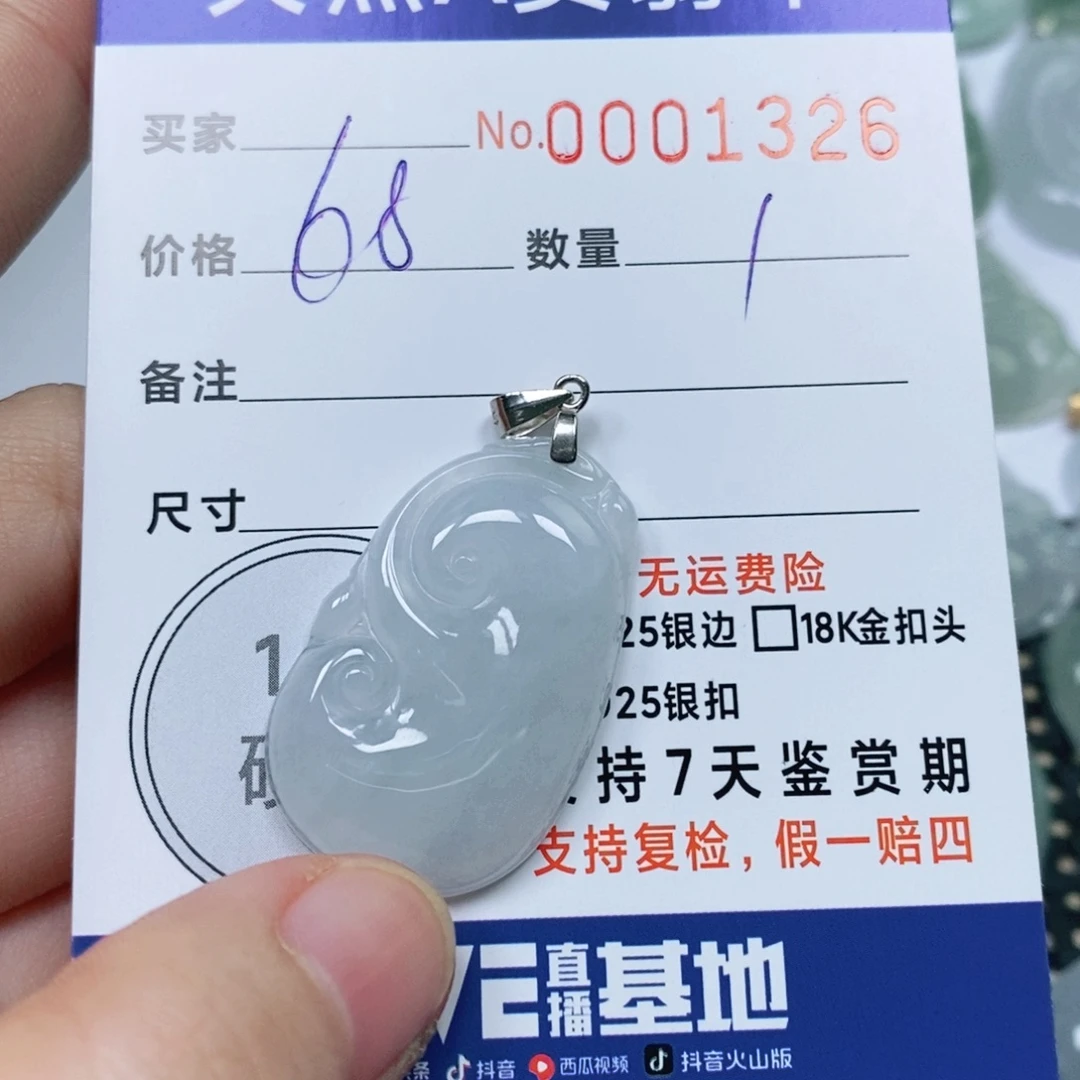 买家 No.0001326
价格 68 数量 1
备注
尺寸
无运费险
25银边 □18K金扣头
925银扣
持7天鉴赏期
支持复检，假一赔四
直播基地
抖音 西瓜视频 抖音火山版